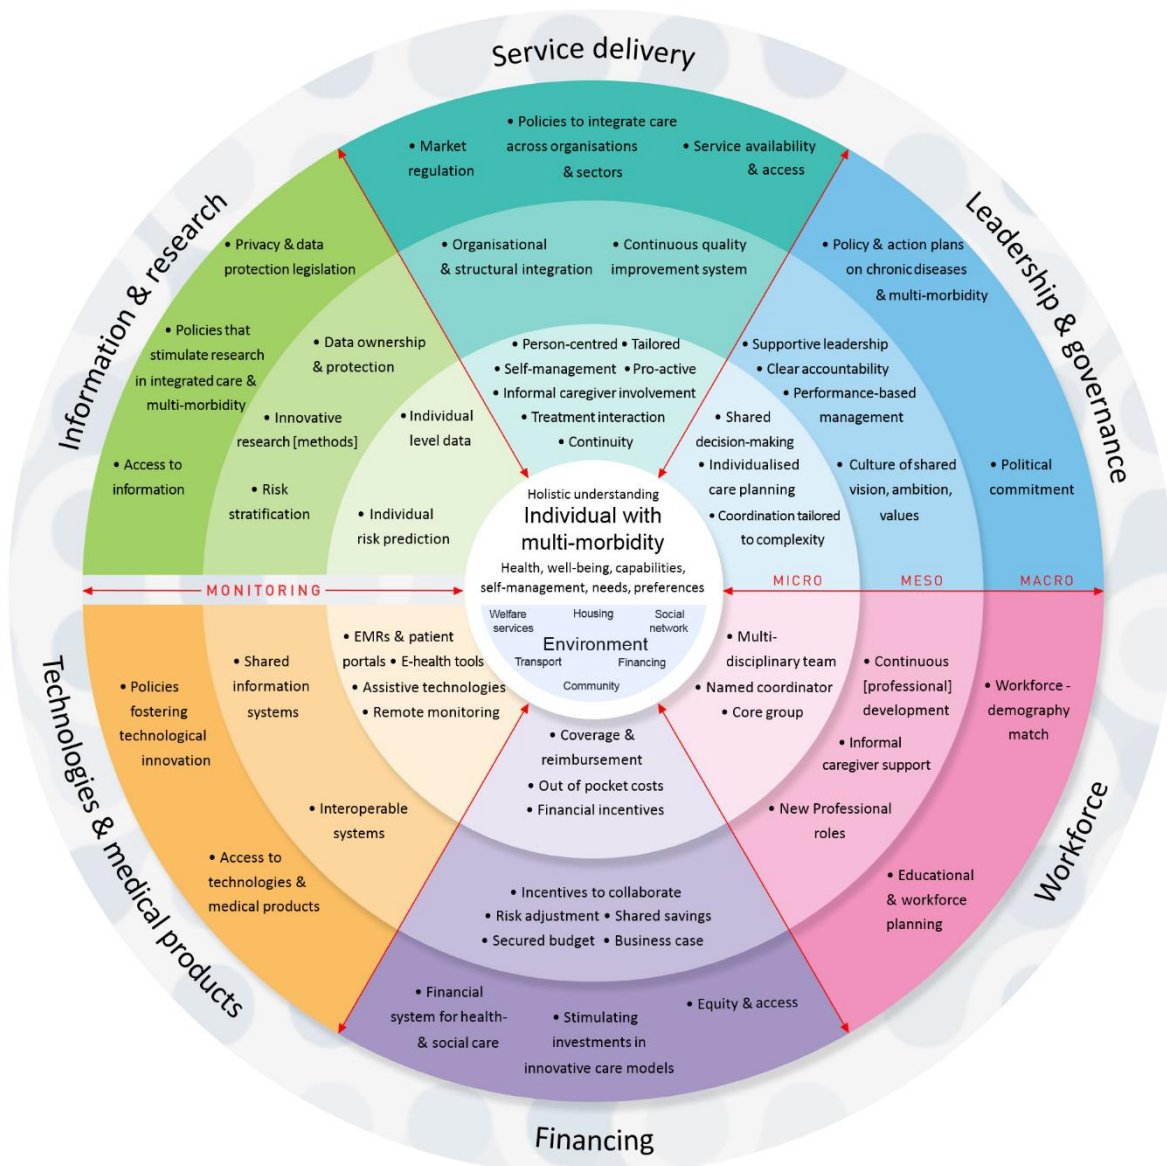 Service delivery
• Policies to integrate care
across organisations
& sectors
• Market
regulation
• Service availability
& access
• Organisational
& structural integration
• Continuous quality
improvement system
• Person-centred • Tailored
• Self-management • Pro-active
• Informal caregiver involvement
• Treatment interaction
• Continuity
Leadership & governance
• Policy & action plans
on chronic diseases
& multi-morbidity
• Political
commitment
• Supportive leadership
• Clear accountability
• Performance-based
management
• Culture of shared
vision, ambition,
values
• Shared
decision-making
• Individualised
care planning
• Coordination tailored
to complexity
Information & research
• Privacy & data
protection legislation
• Policies that
stimulate research
in integrated care &
multi-morbidity
• Access to
information
• Data ownership
& protection
• Innovative
research [methods]
• Risk
stratification
• Individual
level data
• Individual
risk prediction
Holistic understanding
Individual with
multi-morbidity
Health, well-being, capabilities,
self-management, needs, preferences
Welfare
services
Housing
Social
network
Environment
Transport
Financing
Community
MONITORING
MICRO
MESO
MACRO
Technologies & medical products
• EMRs & patient
portals • E-health tools
• Assistive technologies
• Remote monitoring
• Shared
information
systems
• Interoperable
systems
• Policies
fostering
technological
innovation
• Access to
technologies &
medical products
Workforce
• Multi-
disciplinary team
• Named coordinator
• Core group
• Continuous
[professional]
development
• Informal
caregiver support
• New Professional
roles
• Workforce -
demography
match
• Educational
& workforce
planning
• Coverage &
reimbursement
• Out of pocket costs
• Financial incentives
• Incentives to collaborate
• Risk adjustment • Shared savings
• Secured budget • Business case
• Financial
system for health-
& social care
• Stimulating
investments in
innovative care models
• Equity & access
Financing